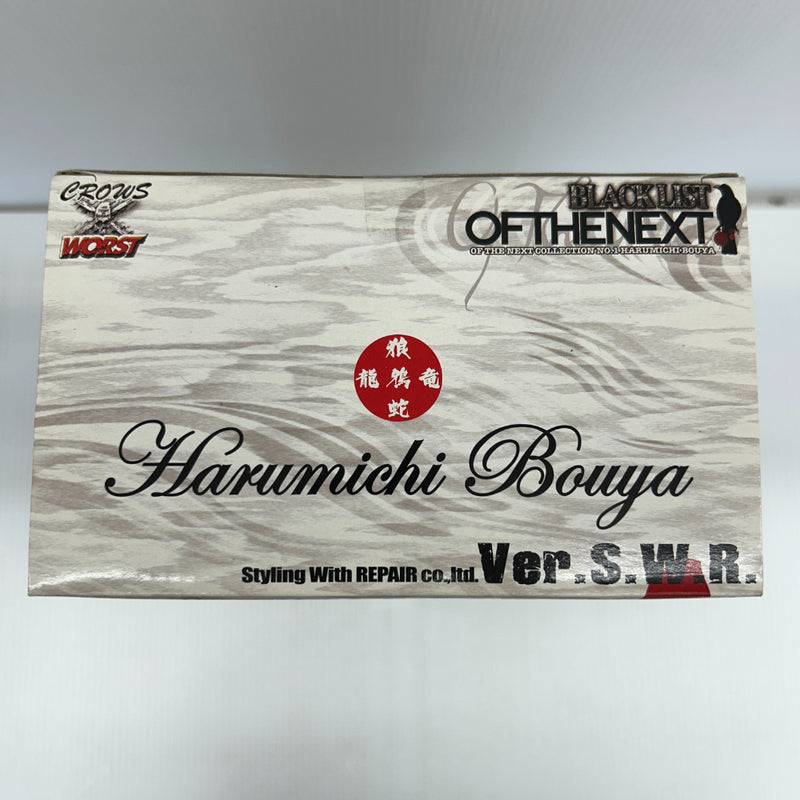 CROWS
WORST
BLACK LIST
OFTHENEXT
OF THE NEXT COLLECTION NO-1 HARUMICHI BOUYA
狼
龍 鴉 竜
蛇
Harumichi Bouya
Styling With REPAIR co.,ltd. Ver.S.W.R.